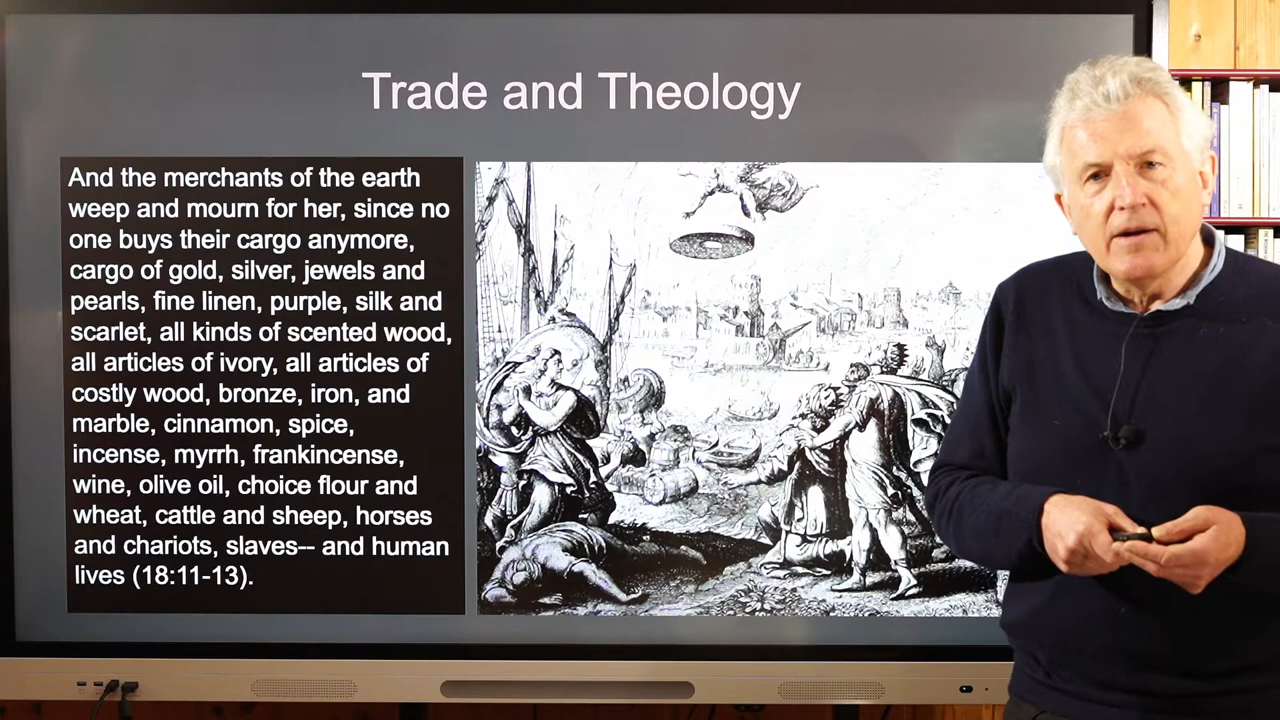 Trade and Theology
And the merchants of the earth
weep and mourn for her, since no
one buys their cargo anymore,
cargo of gold, silver, jewels and
pearls, fine linen, purple, silk and
scarlet, all kinds of scented wood,
all articles of ivory, all articles of
costly wood, bronze, iron, and
marble, cinnamon, spice,
incense, myrrh, frankincense,
wine, olive oil, choice flour and
wheat, cattle and sheep, horses
and chariots, slaves-- and human
lives (18:11-13).